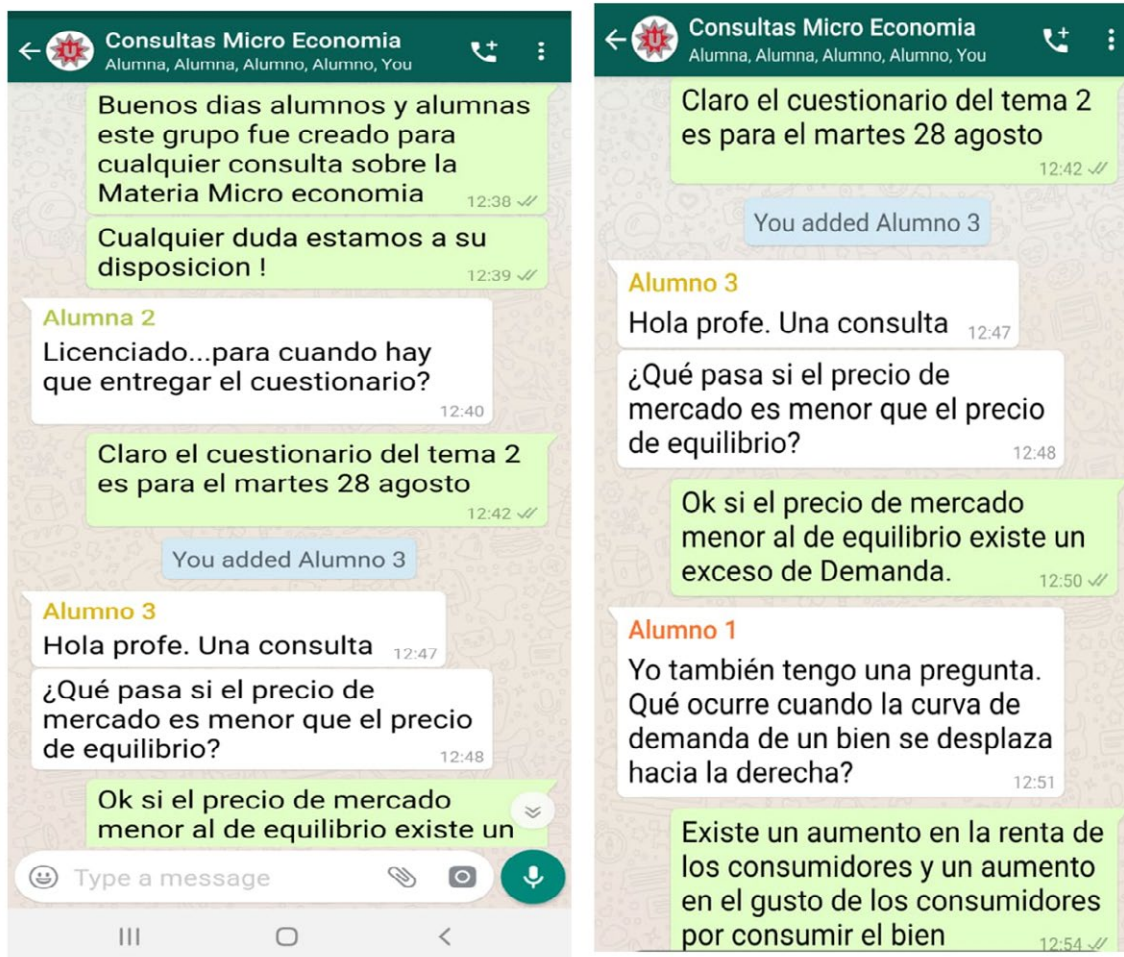 Consultas Micro Economia
Alumna, Alumna, Alumno, Alumno, You
Buenos dias alumnos y alumnas
este grupo fue creado para
cualquier consulta sobre la
Materia Micro economia 12:38
Cualquier duda estamos a su
disposicion ! 12:39
Alumna 2
Licenciado...para cuando hay
que entregar el cuestionario?
12:40
Claro el cuestionario del tema 2
es para el martes 28 agosto
12:42
You added Alumno 3
Alumno 3
Hola profe. Una consulta 12:47
¿Qué pasa si el precio de
mercado es menor que el precio
de equilibrio? 12:48
Ok si el precio de mercado
menor al de equilibrio existe un
Type a message
Consultas Micro Economia
Alumna, Alumna, Alumno, Alumno, You
Claro el cuestionario del tema 2
es para el martes 28 agosto
12:42
You added Alumno 3
Alumno 3
Hola profe. Una consulta 12:47
¿Qué pasa si el precio de
mercado es menor que el precio
de equilibrio? 12:48
Ok si el precio de mercado
menor al de equilibrio existe un
exceso de Demanda. 12:50
Alumno 1
Yo también tengo una pregunta.
Qué ocurre cuando la curva de
demanda de un bien se desplaza
hacia la derecha? 12:51
Existe un aumento en la renta de
los consumidores y un aumento
en el gusto de los consumidores
por consumir el bien 12:54